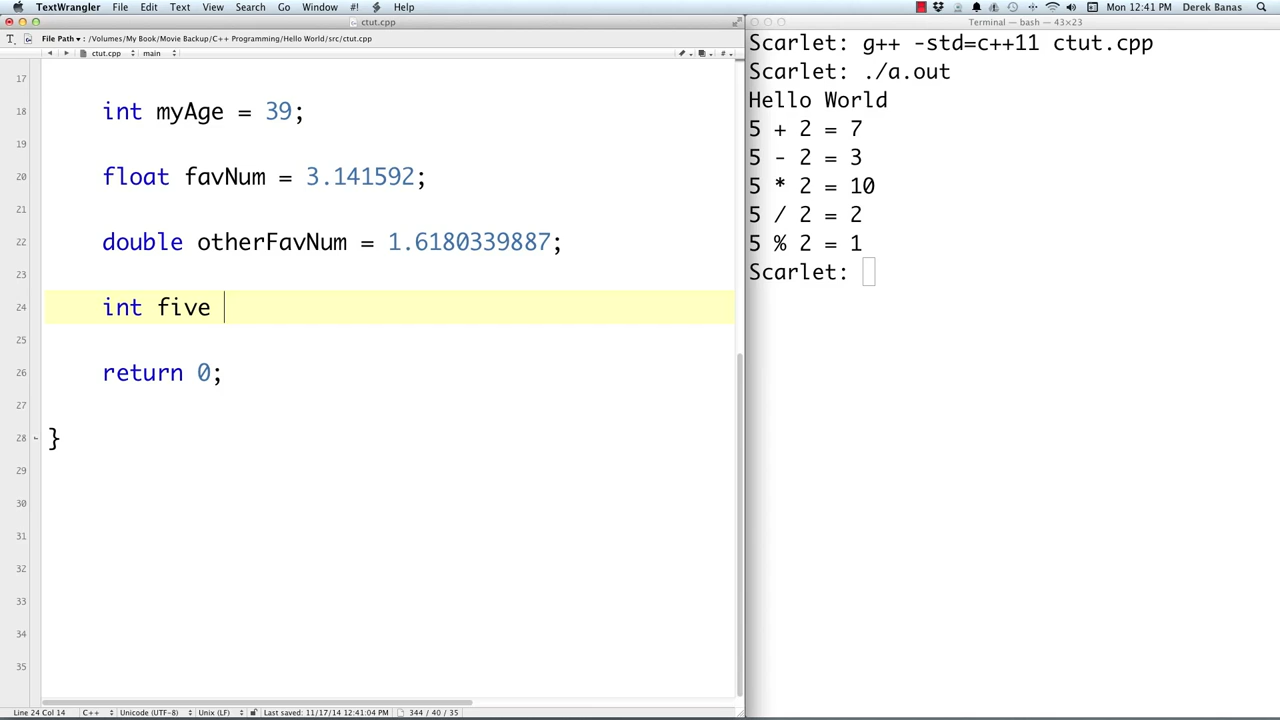 TextWrangler File Edit Text View Search Go Window #! Help Derek Banas Mon 12:41 PM
ctut.cpp
Terminal — bash — 43×23
File Path ▾ : /Volumes/My Book/Movie Backup/C++ Programming/Hello World/src/ctut.cpp
ctut.cpp main
17
18 int myAge = 39;
19
20 float favNum = 3.141592;
21
22 double otherFavNum = 1.6180339887;
23
24 int five
25
26 return 0;
27
28 }
29
30
31
32
33
34
35
Line 24 Col 14 C++ Unicode (UTF-8) Unix (LF) Last saved: 11/17/14 12:41:04 PM 344 / 40 / 35
Scarlet: g++ -std=c++11 ctut.cpp
Scarlet: ./a.out
Hello World
5 + 2 = 7
5 - 2 = 3
5 * 2 = 10
5 / 2 = 2
5 % 2 = 1
Scarlet: